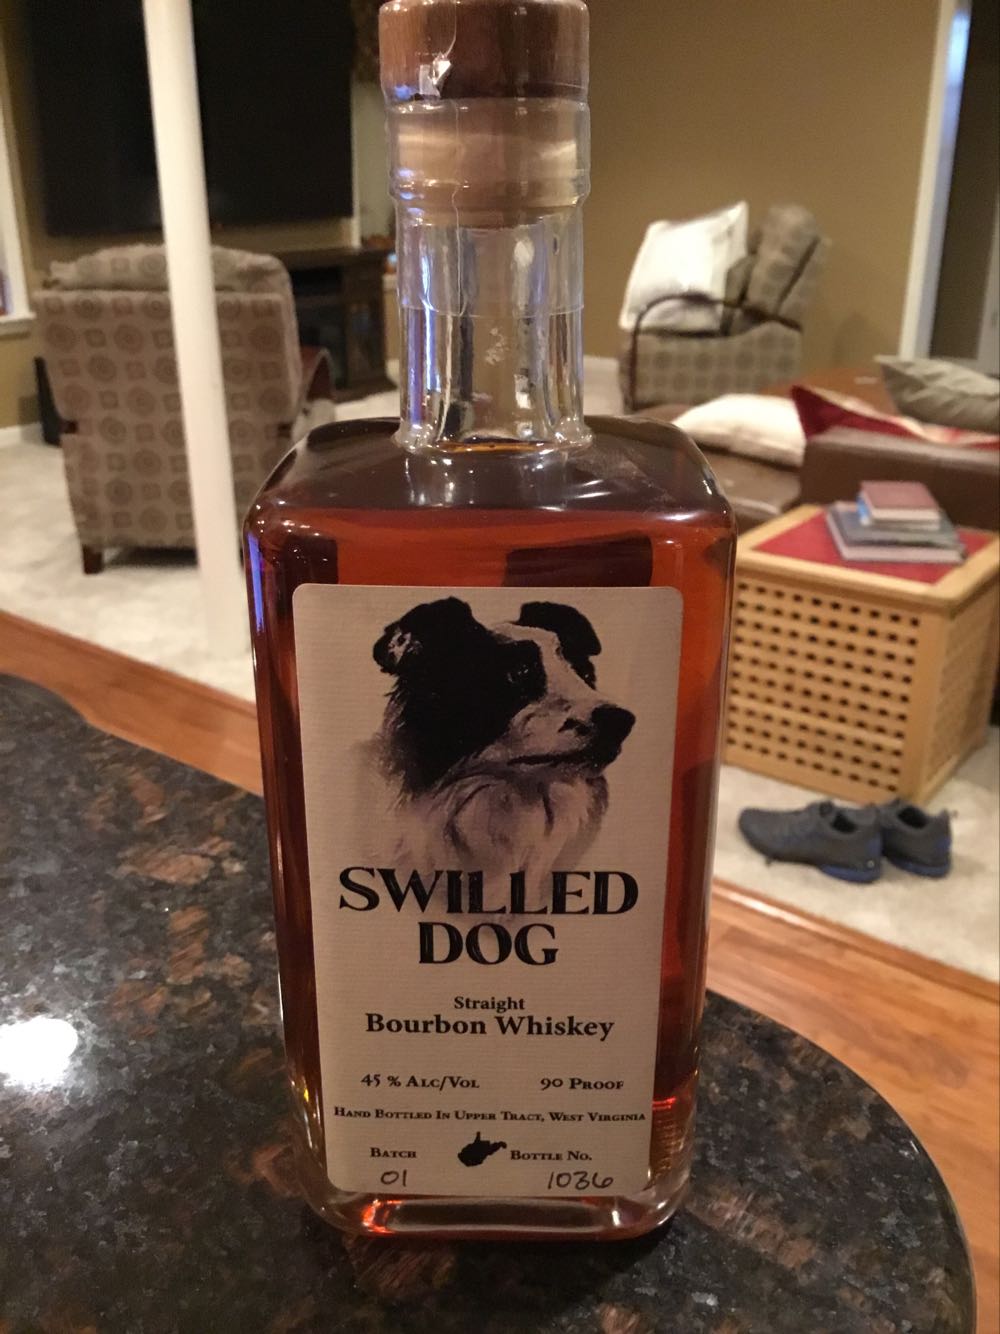 SWILLED
DOG
Straight
Bourbon Whiskey
45 % Alc/Vol 90 Proof
Hand Bottled In Upper Tract, West Virginia
Batch Bottle No.
01 1036